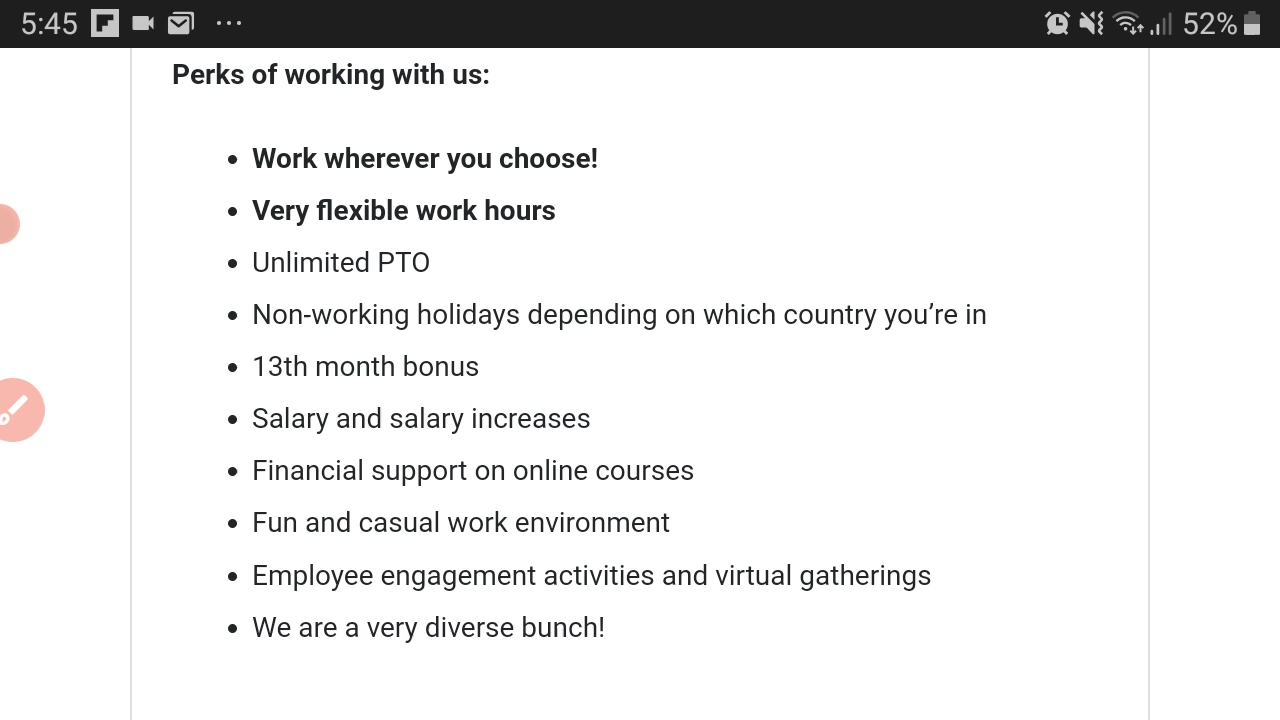 5:45 52%
Perks of working with us:
Work wherever you choose!
Very flexible work hours
Unlimited PTO
Non-working holidays depending on which country you’re in
13th month bonus
Salary and salary increases
Financial support on online courses
Fun and casual work environment
Employee engagement activities and virtual gatherings
We are a very diverse bunch!